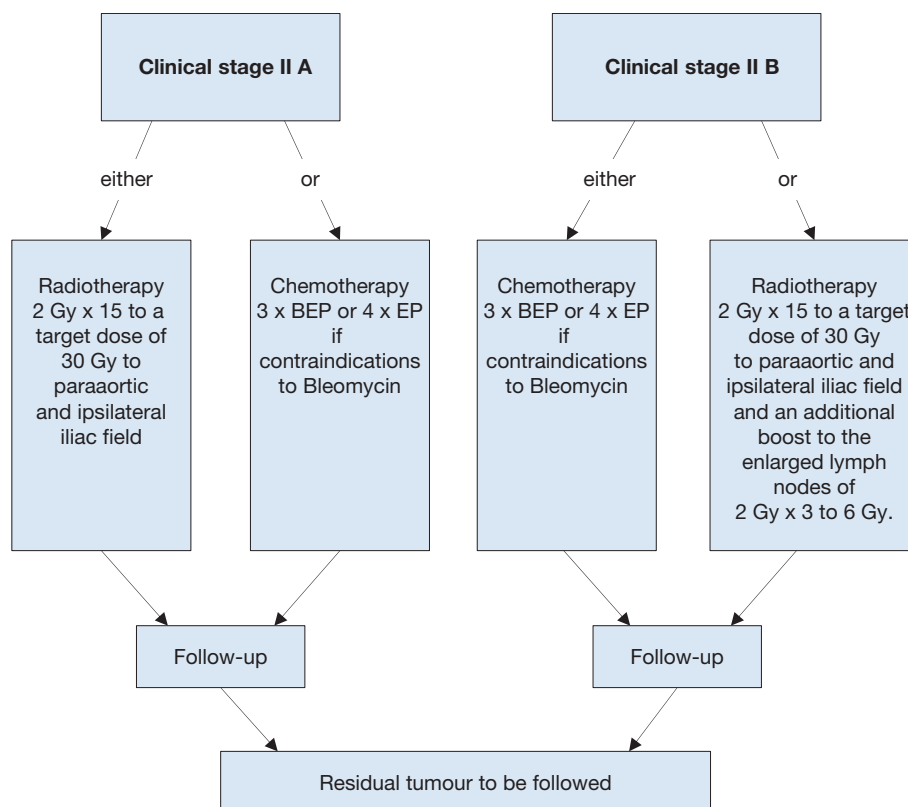 Clinical stage II A
Clinical stage II B
either
or
either
or
Radiotherapy
2 Gy x 15 to a
target dose of
30 Gy to
paraaortic
and ipsilateral
iliac field
Chemotherapy
3 x BEP or 4 x EP
if
contraindications
to Bleomycin
Chemotherapy
3 x BEP or 4 x EP
if
contraindications
to Bleomycin
Radiotherapy
2 Gy x 15 to a target
dose of 30 Gy
to paraaortic and
ipsilateral iliac field
and an additional
boost to the
enlarged lymph
nodes of
2 Gy x 3 to 6 Gy.
Follow-up
Follow-up
Residual tumour to be followed